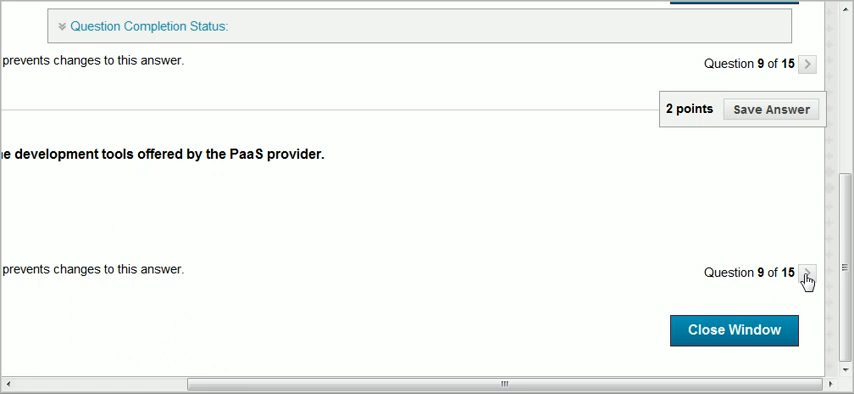 Question Completion Status:
prevents changes to this answer.
Question 9 of 15
2 points Save Answer
development tools offered by the PaaS provider.
prevents changes to this answer.
Question 9 of 15
Close Window